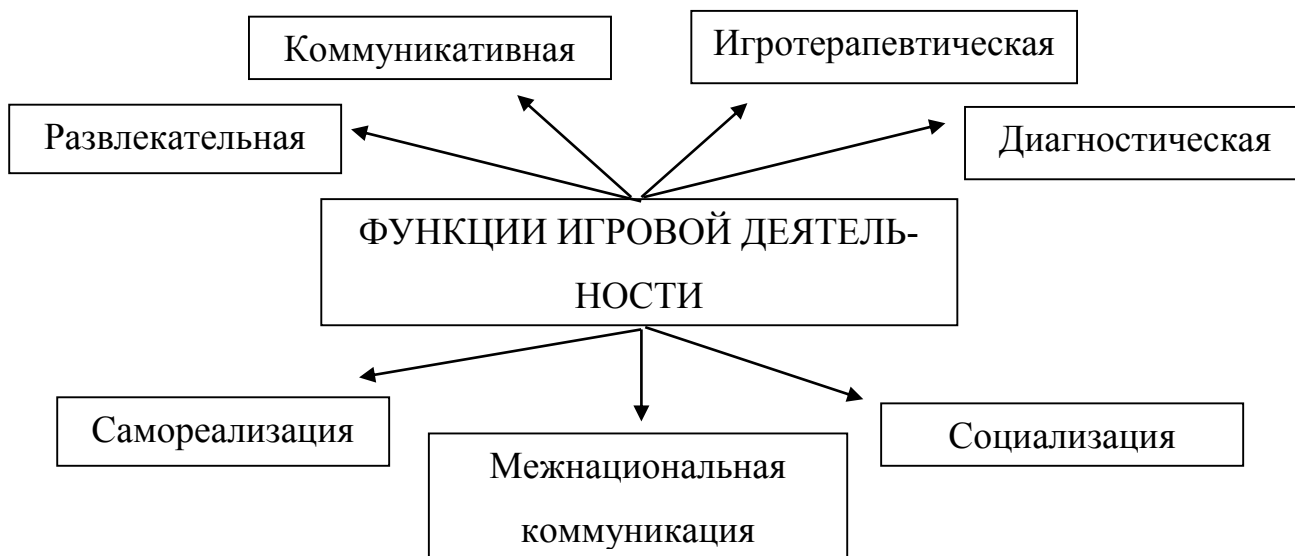 Коммуникативная
Игротерапевтическая
Развлекательная
Диагностическая
ФУНКЦИИ ИГРОВОЙ ДЕЯТЕЛЬ-
НОСТИ
Самореализация
Социализация
Межнациональная
коммуникация